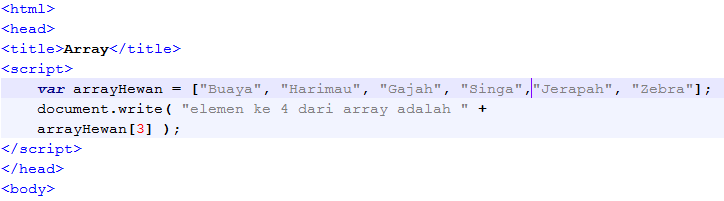 <html>
<head>
<title>Array</title>
<script>
var arrayHewan = ["Buaya", "Harimau", "Gajah", "Singa","Jerapah", "Zebra"];
document.write( "elemen ke 4 dari array adalah " +
arrayHewan[3] );
</script>
</head>
<body>